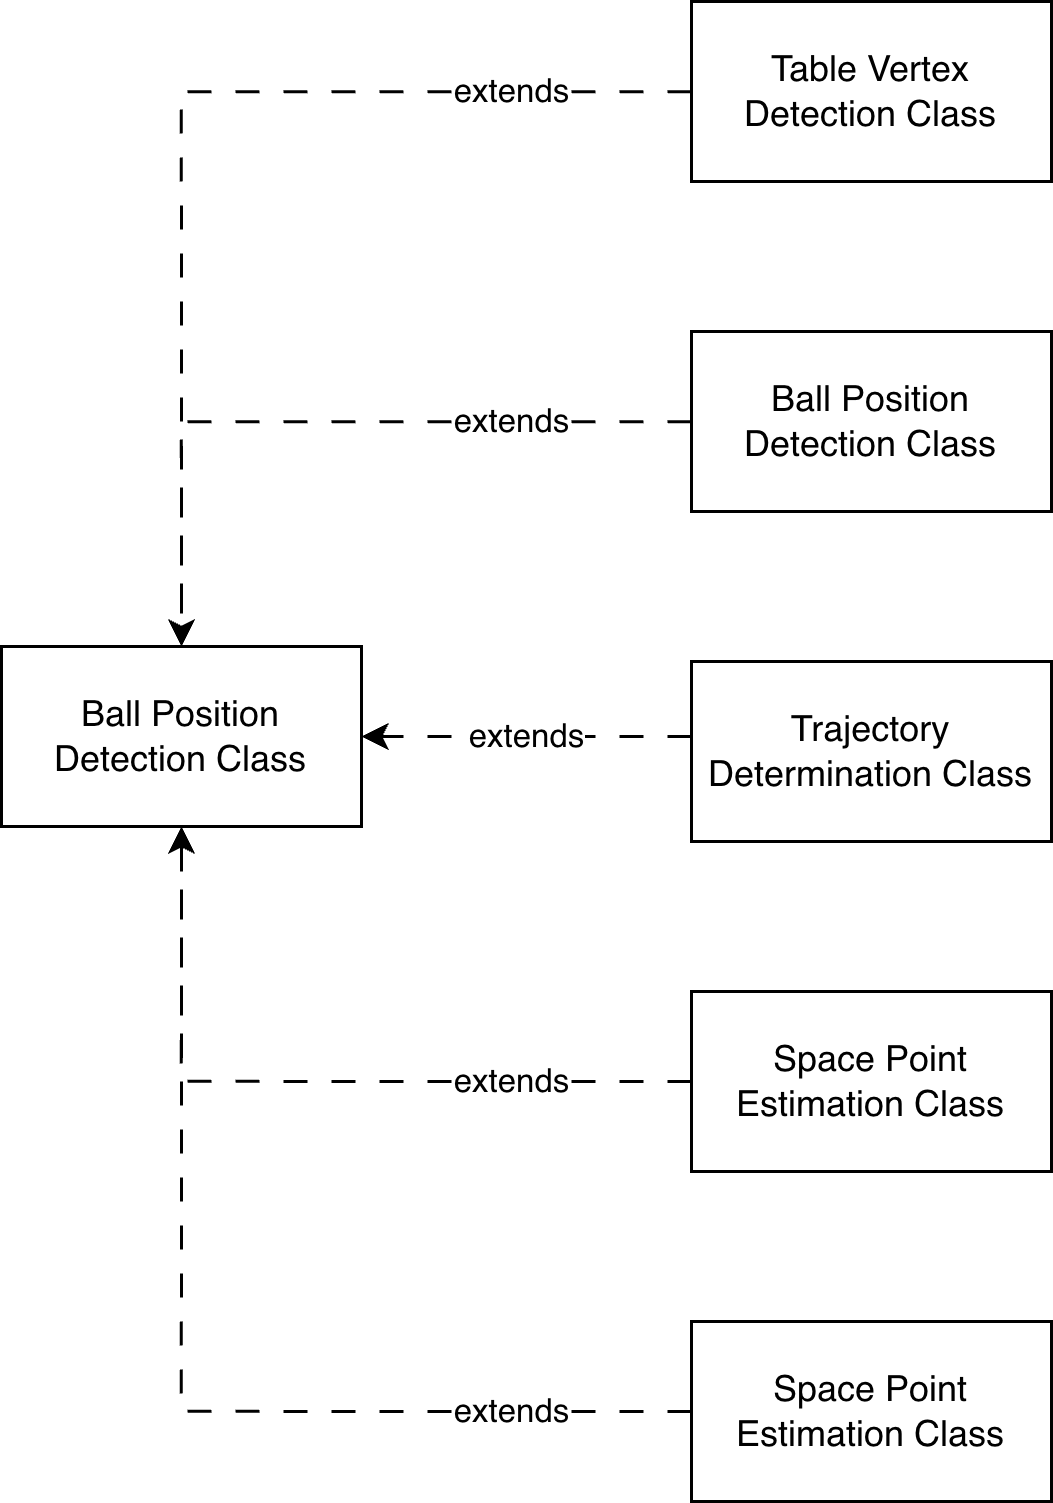 Table Vertex
Detection Class
extends
Ball Position
Detection Class
extends
Ball Position
Detection Class
extends
Trajectory
Determination Class
Space Point
Estimation Class
extends
Space Point
Estimation Class
extends